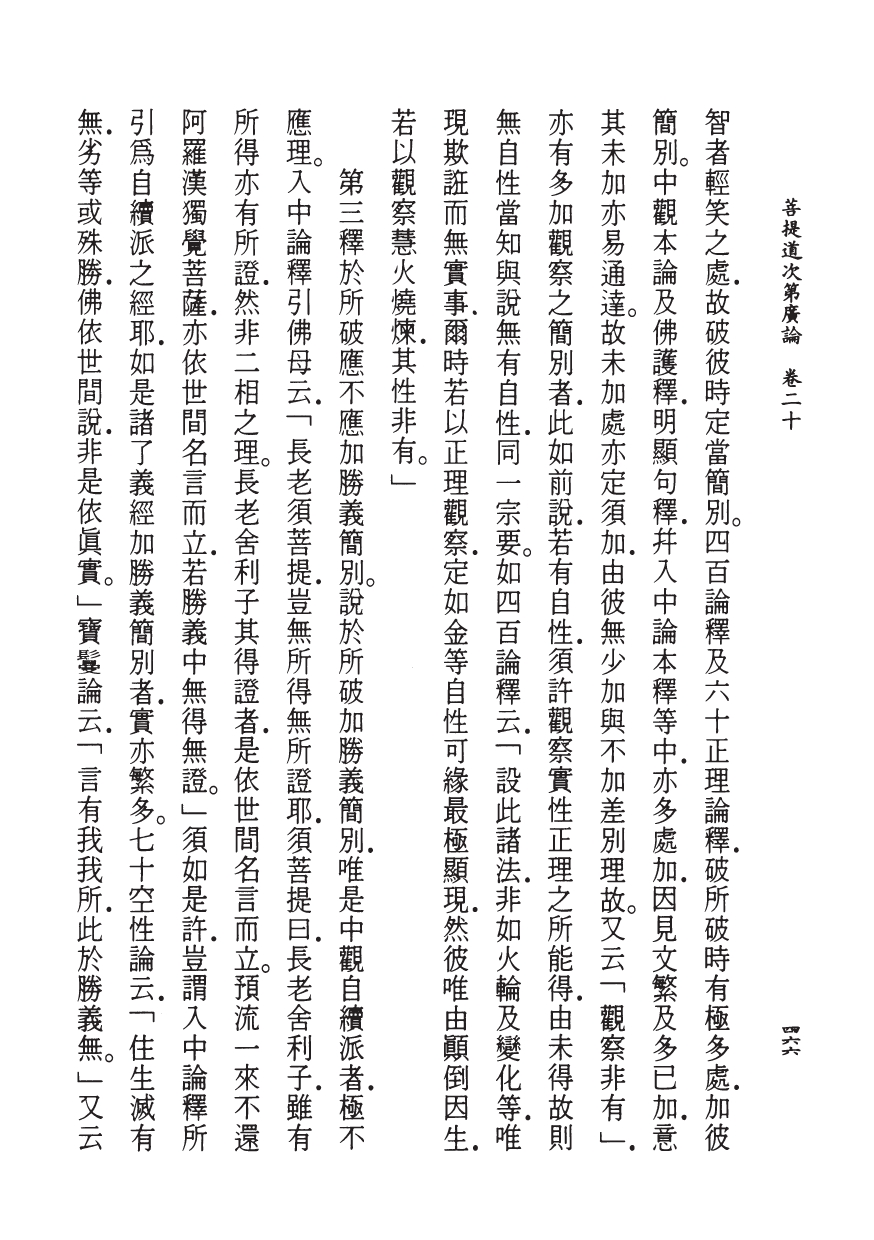 菩提道次第廣論　卷二十
四六六
智者輕笑之處．故破彼時定當簡別。四百論釋及六十正理論釋．破所破時有極多處．加彼
簡別。中觀本論及佛護釋．明顯句釋．幷入中論本釋等中．亦多處加．因見文繁及多已加．意
其未加亦易通達。故未加處亦定須加．由彼無少加與不加差別理故。又云「觀察非有」．
亦有多加觀察之簡別者．此如前說．若有自性．須許觀察實性正理之所能得．由未得故則
無自性當知與說無有自性．同一宗要。如四百論釋云．「設此諸法．非如火輪及變化等．唯
現欺誑而無實事．爾時若以正理觀察．定如金等自性可緣最極顯現．然彼唯由顚倒因生．
若以觀察慧火燒煉．其性非有。」
第三釋於所破應不應加勝義簡別。說於所破加勝義簡別．唯是中觀自續派者．極不
應理。入中論釋引佛母云．「長老須菩提．豈無所得無所證耶．須菩提曰．長老舍利子．雖有
所得亦有所證．然非二相之理。長老舍利子其得證者．是依世間名言而立。預流一來不還
阿羅漢獨覺菩薩．亦依世間名言而立．若勝義中無得無證。」須如是許．豈謂入中論釋所
引爲自續派之經耶．如是諸了義經加勝義簡別者．實亦繁多。七十空性論云．「住生滅有
無．劣等或殊勝．佛依世間說．非是依眞實。」寶鬘論云．「言有我我所．此於勝義無。」又云